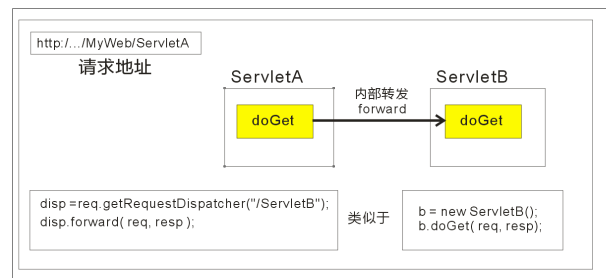 http:/.../MyWeb/ServletA
请求地址
ServletA
ServletB
内部转发
forward
doGet
doGet
disp =req.getRequestDispatcher("/ServletB");
disp.forward( req, resp );
类似于
b = new ServletB();
b.doGet( req, resp);